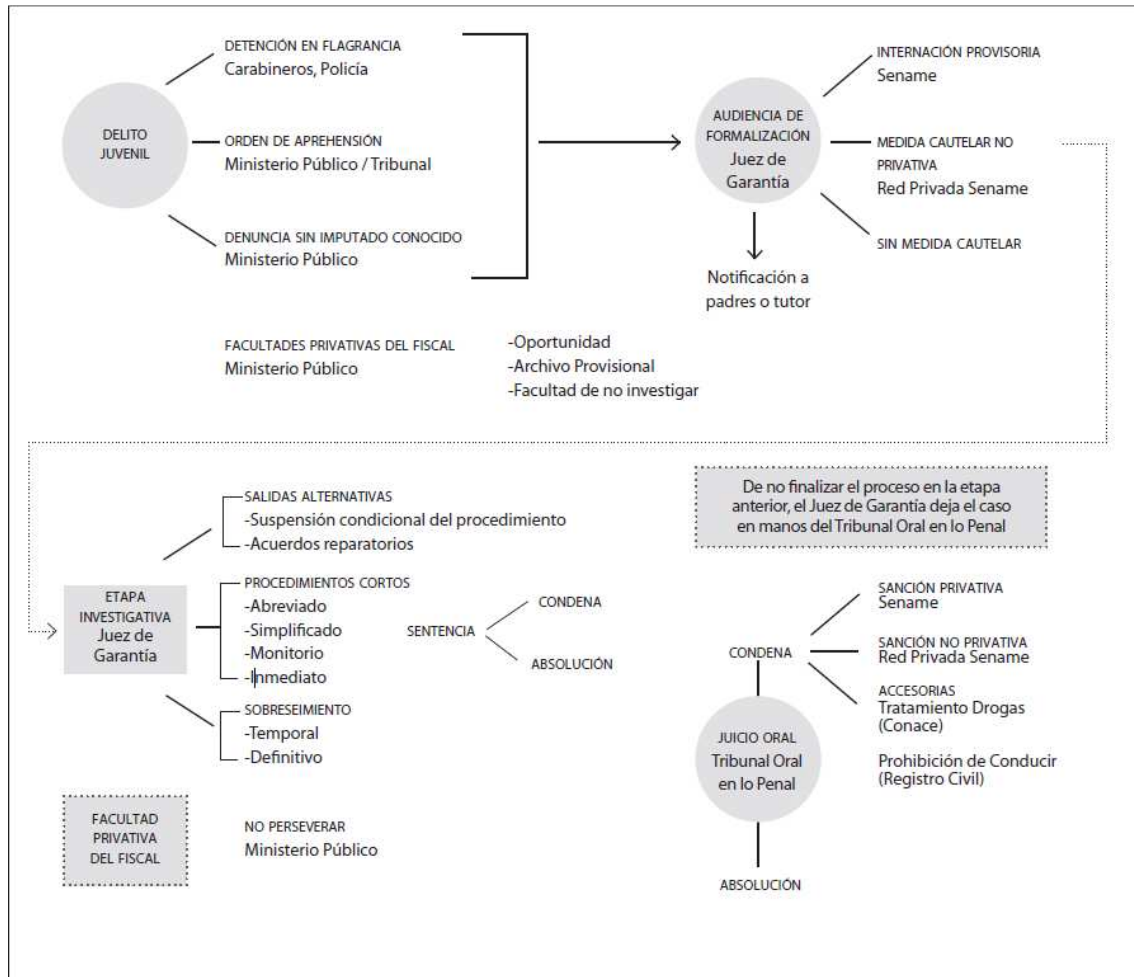 DETENCIÓN EN FLAGRANCIA
Carabineros, Policía
DELITO
JUVENIL
ORDEN DE APREHENSIÓN
Ministerio Público / Tribunal
DENUNCIA SIN IMPUTADO CONOCIDO
Ministerio Público
AUDIENCIA DE
FORMALIZACIÓN
Juez de
Garantía
INTERNACIÓN PROVISORIA
Sename
MEDIDA CAUTELAR NO
PRIVATIVA
Red Privada Sename
SIN MEDIDA CAUTELAR
Notificación a
padres o tutor
FACULTADES PRIVATIVAS DEL FISCAL
Ministerio Público
-Oportunidad
-Archivo Provisional
-Facultad de no investigar
ETAPA
INVESTIGATIVA
Juez de
Garantía
SALIDAS ALTERNATIVAS
-Suspensión condicional del procedimiento
-Acuerdos reparatorios
PROCEDIMIENTOS CORTOS
-Abreviado
-Simplificado
-Monitorio
-Inmediato
SENTENCIA
CONDENA
ABSOLUCIÓN
SOBRESEIMIENTO
-Temporal
-Definitivo
FACULTAD
PRIVATIVA
DEL FISCAL
NO PERSEVERAR
Ministerio Público
De no finalizar el proceso en la etapa
anterior, el Juez de Garantía deja el caso
en manos del Tribunal Oral en lo Penal
CONDENA
SANCIÓN PRIVATIVA
Sename
SANCIÓN NO PRIVATIVA
Red Privada Sename
ACCESORIAS
Tratamiento Drogas
(Conace)
Prohibición de Conducir
(Registro Civil)
JUICIO ORAL
Tribunal Oral
en lo Penal
ABSOLUCIÓN